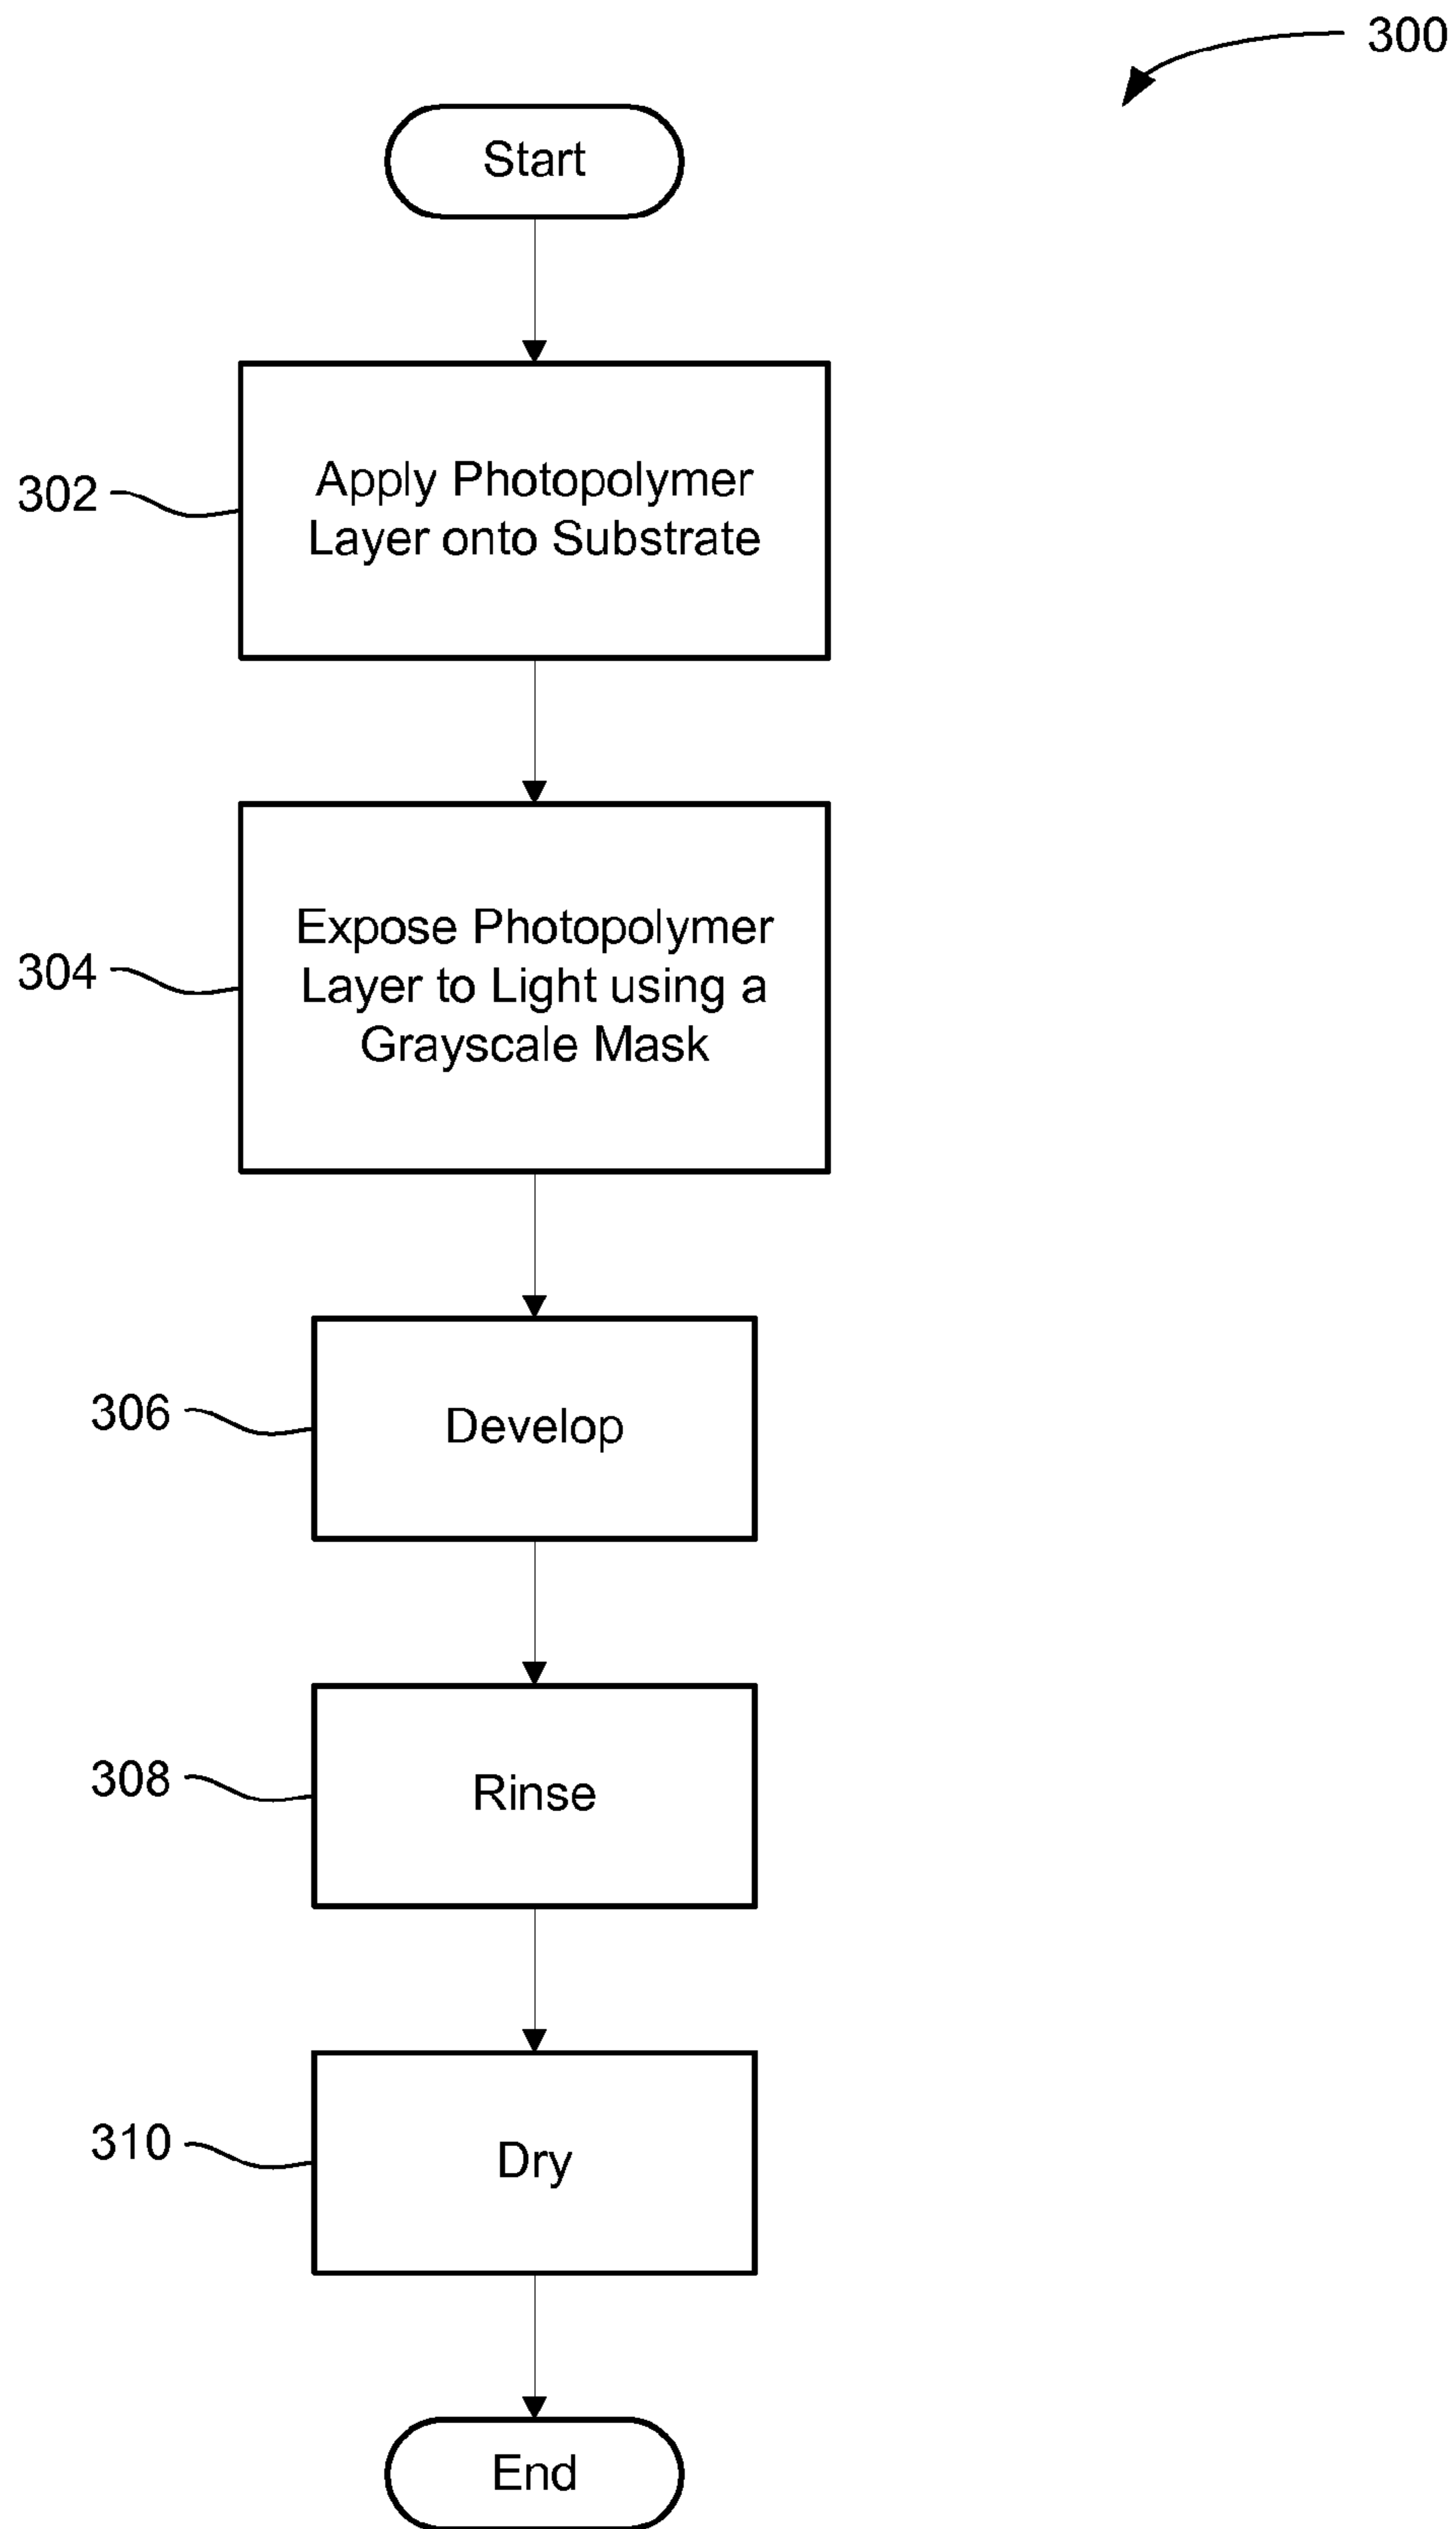 300
Start
302
Apply Photopolymer
Layer onto Substrate
304
Expose Photopolymer
Layer to Light using a
Grayscale Mask
306
Develop
308
Rinse
310
Dry
End